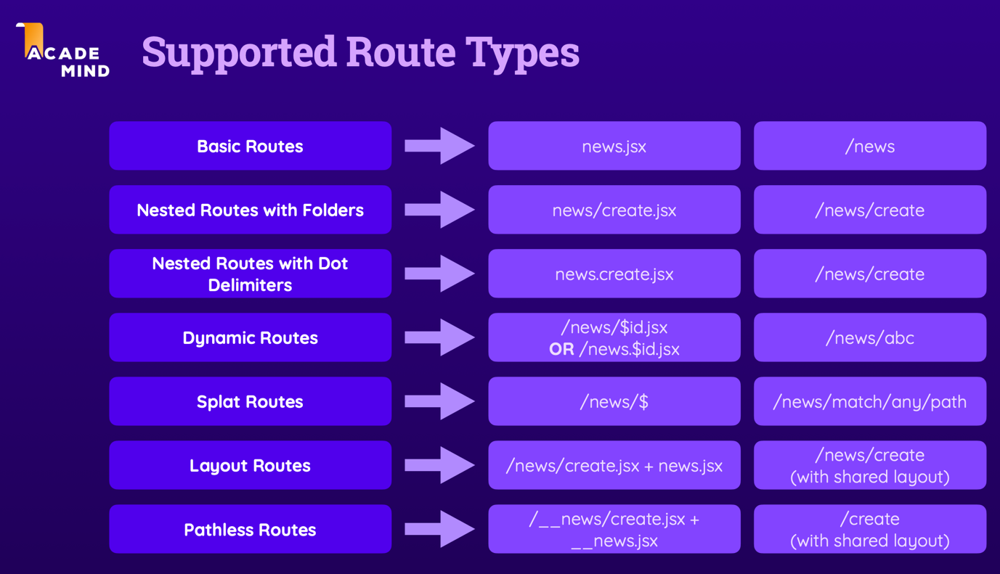 ACADE
MIND
Supported Route Types
Basic Routes
news.jsx
/news
Nested Routes with Folders
news/create.jsx
/news/create
Nested Routes with Dot
Delimiters
news.create.jsx
/news/create
Dynamic Routes
/news/$id.jsx
OR /news.$id.jsx
/news/abc
Splat Routes
/news/$
/news/match/any/path
Layout Routes
/news/create.jsx + news.jsx
/news/create
(with shared layout)
Pathless Routes
/__news/create.jsx +
__news.jsx
/create
(with shared layout)